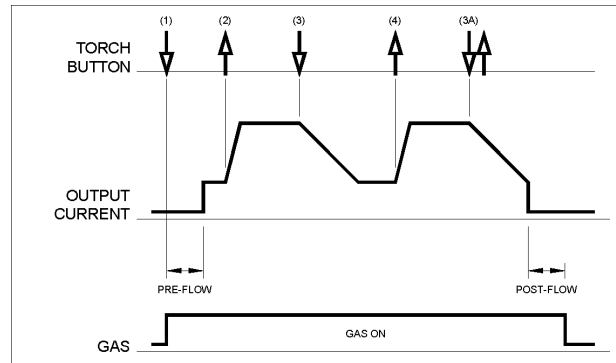 (1) (2) (3) (4) (3A)
TORCH
BUTTON
OUTPUT
CURRENT
PRE-FLOW POST-FLOW
GAS ON
GAS